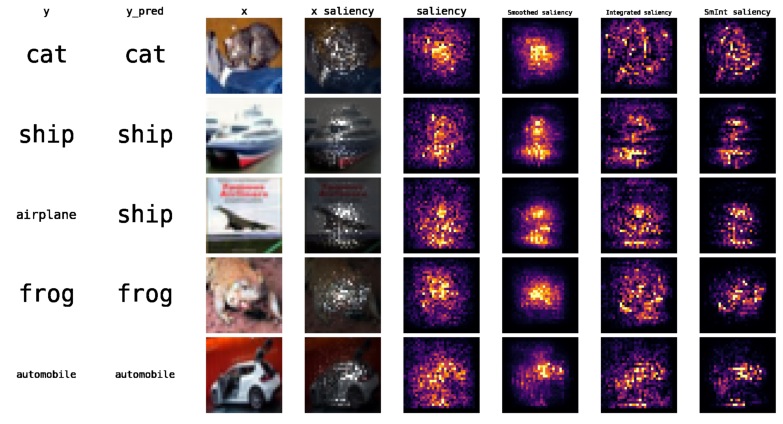 y y_pred x x saliency saliency Smoothed saliency Integrated saliency SmInt saliency
cat cat
ship ship
airplane ship
frog frog
automobile automobile